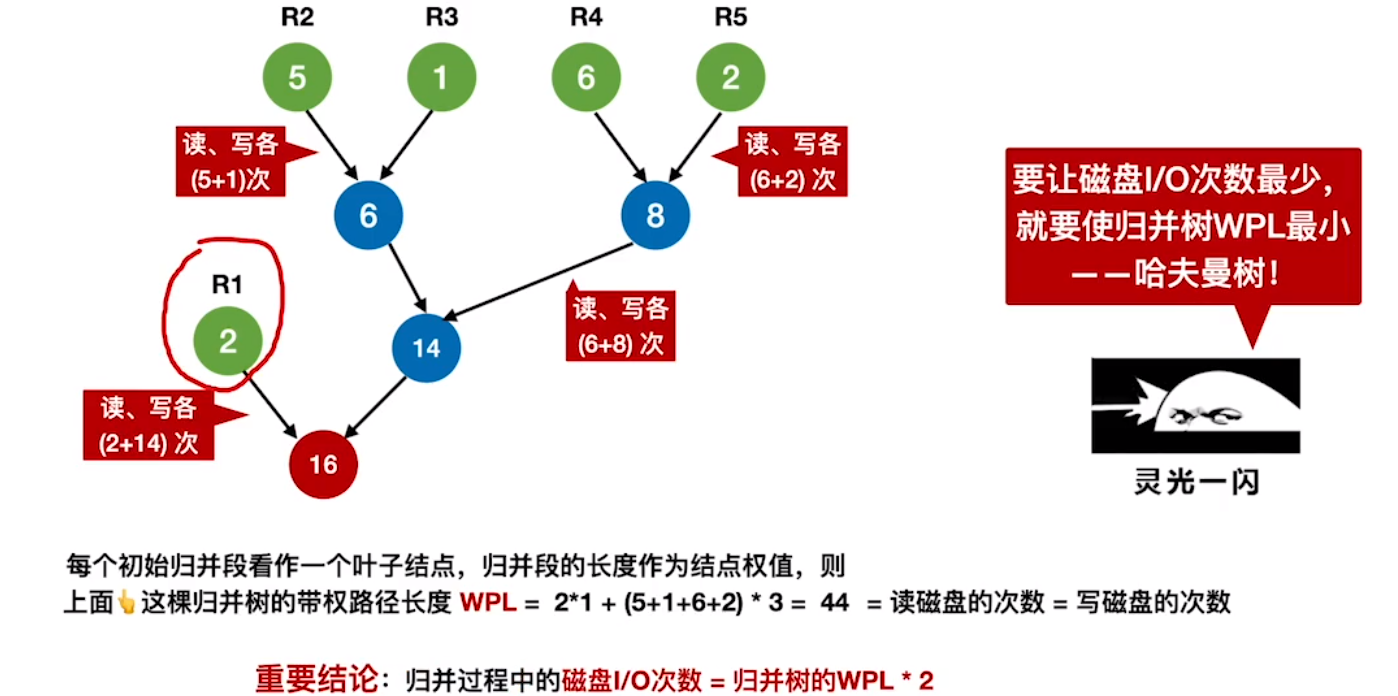 R2 R3 R4 R5
5 1 6 2
读、写各
(5+1)次
读、写各
(6+2) 次
6 8
要让磁盘I/O次数最少，
就要使归并树WPL最小
——哈夫曼树！
R1
2
14
读、写各
(6+8) 次
读、写各
(2+14) 次
16
灵光一闪
每个初始归并段看作一个叶子结点，归并段的长度作为结点权值，则
上面👆这棵归并树的带权路径长度 WPL = 2*1 + (5+1+6+2) * 3 = 44 = 读磁盘的次数 = 写磁盘的次数
重要结论：归并过程中的磁盘I/O次数 = 归并树的WPL * 2